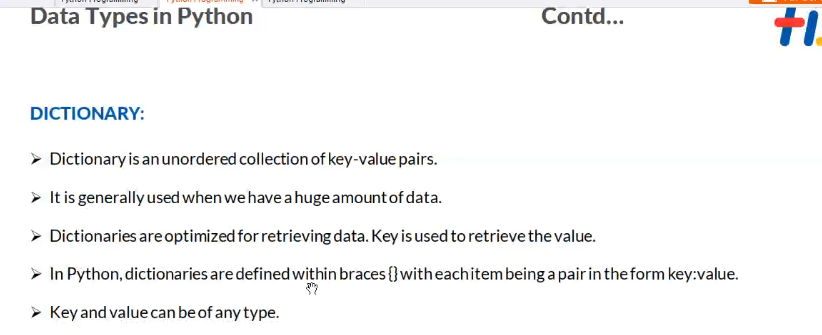 Data Types in Python Contd...
DICTIONARY:
➢ Dictionary is an unordered collection of key-value pairs.
➢ It is generally used when we have a huge amount of data.
➢ Dictionaries are optimized for retrieving data. Key is used to retrieve the value.
➢ In Python, dictionaries are defined within braces {} with each item being a pair in the form key:value.
➢ Key and value can be of any type.